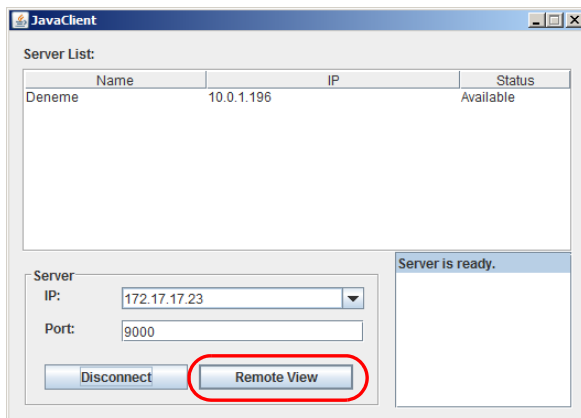 JavaClient
Server List:
Name IP Status
Deneme 10.0.1.196 Available
Server is ready.
Server
IP: 172.17.17.23
Port: 9000
Disconnect Remote View